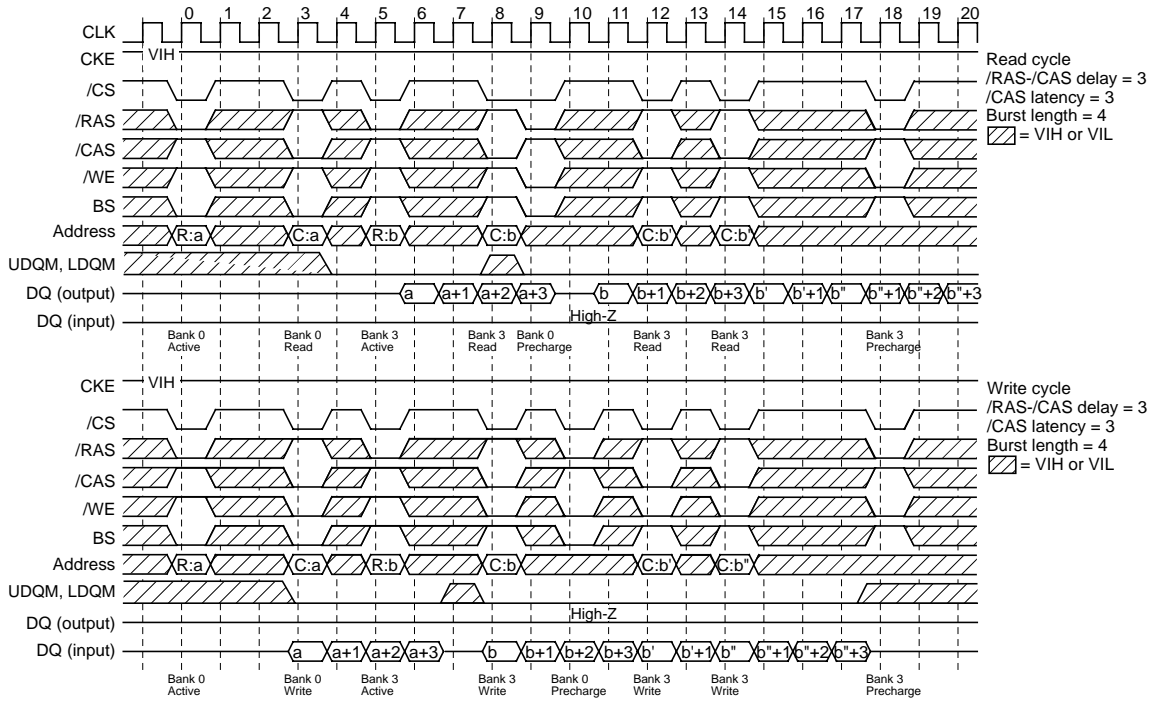 0 1 2 3 4 5 6 7 8 9 10 11 12 13 14 15 16 17 18 19 20
CLK
CKE VIH
/CS
/RAS
/CAS
/WE
BS
Address R:a C:a R:b C:b C:b' C:b"
UDQM, LDQM
DQ (output) a a+1 a+2 a+3 b b+1 b+2 b+3 b' b'+1 b" b"+1 b"+2 b"+3
High-Z
DQ (input)
Bank 0 Active
Bank 0 Read
Bank 3 Active
Bank 3 Read
Bank 0 Precharge
Bank 3 Read
Bank 3 Read
Bank 3 Precharge
Read cycle
/RAS-/CAS delay = 3
/CAS latency = 3
Burst length = 4
= VIH or VIL
CKE VIH
/CS
/RAS
/CAS
/WE
BS
Address R:a C:a R:b C:b C:b' C:b"
UDQM, LDQM
High-Z
DQ (output)
DQ (input) a a+1 a+2 a+3 b b+1 b+2 b+3 b' b'+1 b" b"+1 b"+2 b"+3
Bank 0 Active
Bank 0 Write
Bank 3 Active
Bank 3 Write
Bank 0 Precharge
Bank 3 Write
Bank 3 Write
Bank 3 Precharge
Write cycle
/RAS-/CAS delay = 3
/CAS latency = 3
Burst length = 4
= VIH or VIL